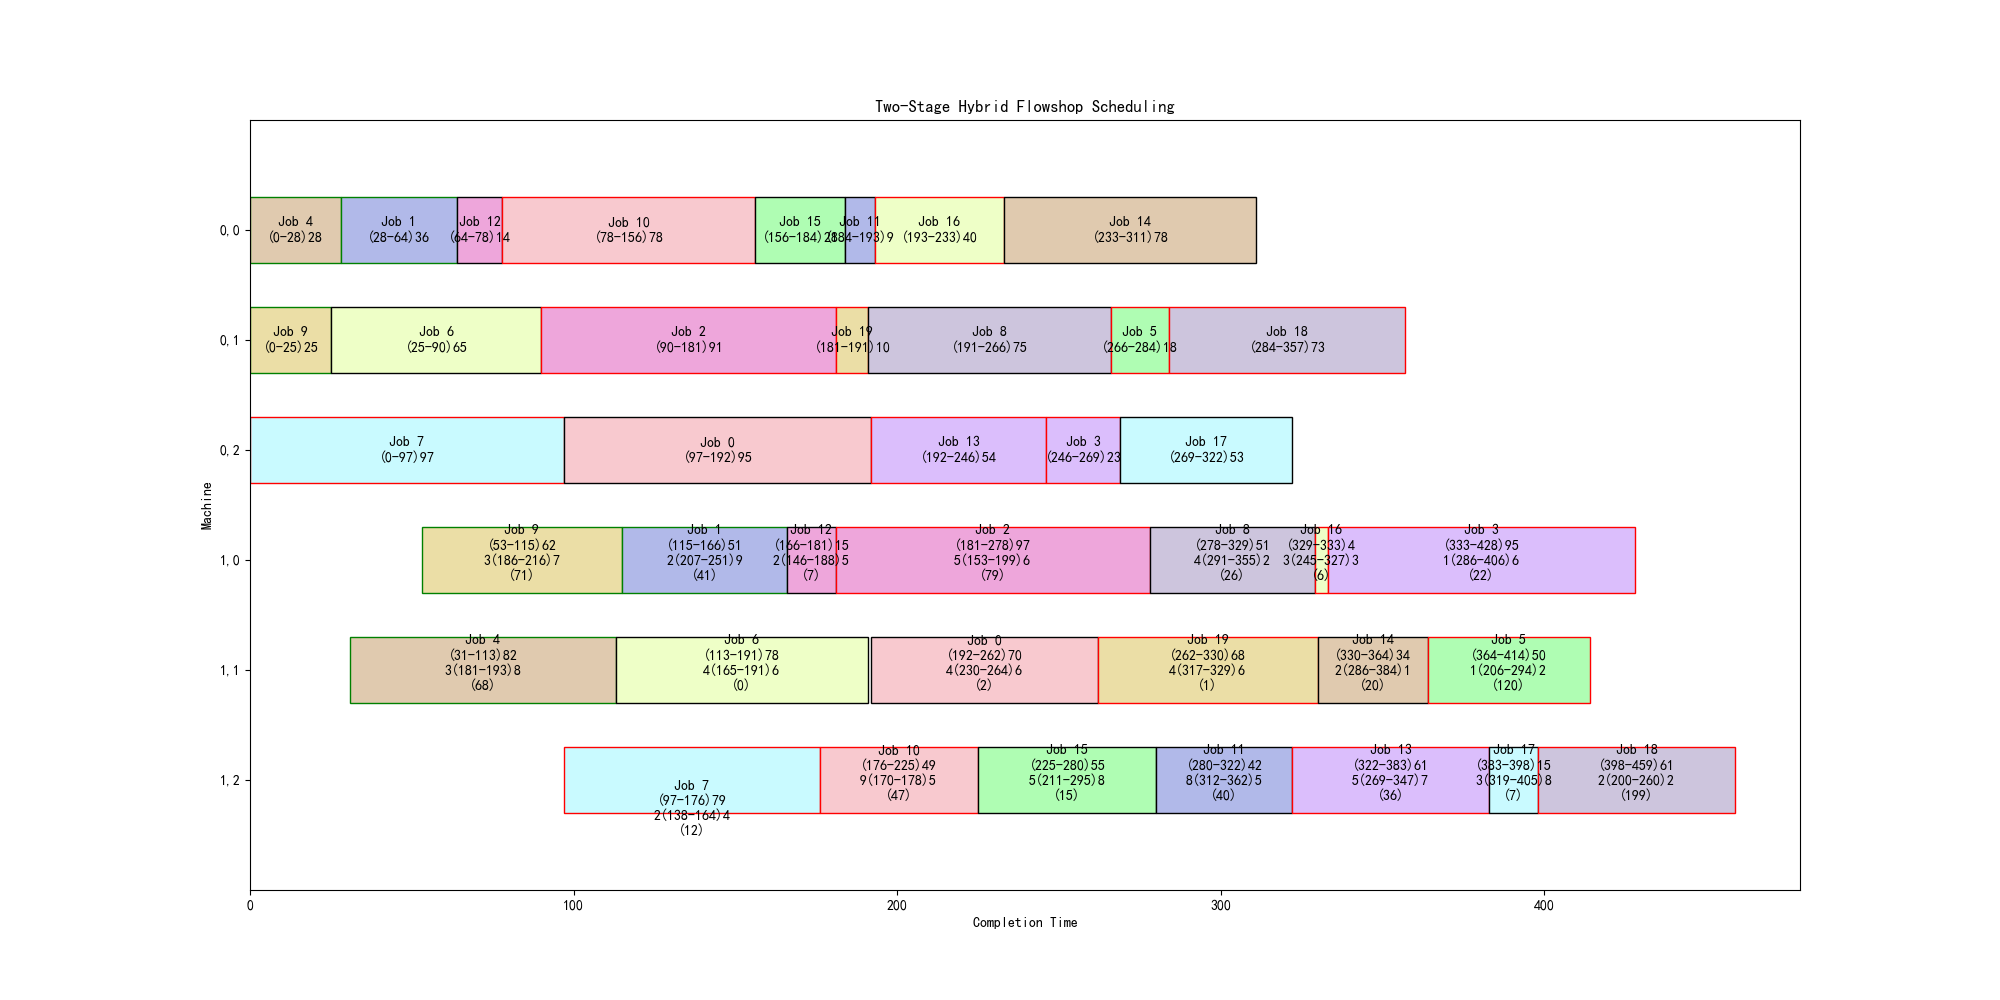 Two-Stage Hybrid Flowshop Scheduling
0,0
Job 4
(0-28)28
Job 1
(28-64)36
Job 12
(64-78)14
Job 10
(78-156)78
Job 15
(156-184)28
Job 11
(184-193)9
Job 16
(193-233)40
Job 14
(233-311)78
0,1
Job 9
(0-25)25
Job 6
(25-90)65
Job 2
(90-181)91
Job 19
(181-191)10
Job 8
(191-266)75
Job 5
(266-284)18
Job 18
(284-357)73
0,2
Job 7
(0-97)97
Job 0
(97-192)95
Job 13
(192-246)54
Job 3
(246-269)23
Job 17
(269-322)53
Machine
1,0
Job 9
(53-115)62
3(186-216)7
(71)
Job 1
(115-166)51
2(207-251)9
(41)
Job 12
(166-181)15
2(146-188)5
(7)
Job 2
(181-278)97
5(153-199)6
(79)
Job 8
(278-329)51
4(291-355)2
(26)
Job 16
(329-333)4
3(245-327)3
(6)
Job 3
(333-428)95
1(286-406)6
(22)
1,1
Job 4
(31-113)82
3(181-193)8
(68)
Job 6
(113-191)78
4(165-191)6
(0)
Job 0
(192-262)70
4(230-264)6
(2)
Job 19
(262-330)68
4(317-329)6
(1)
Job 14
(330-364)34
2(286-384)1
(20)
Job 5
(364-414)50
1(206-294)2
(120)
1,2
Job 7
(97-176)79
2(138-164)4
(12)
Job 10
(176-225)49
9(170-178)5
(47)
Job 15
(225-280)55
5(211-295)8
(15)
Job 11
(280-322)42
8(312-362)5
(40)
Job 13
(322-383)61
5(269-347)7
(36)
Job 17
(383-398)15
3(319-405)8
(7)
Job 18
(398-459)61
2(200-260)2
(199)
0 100 200 300 400
Completion Time